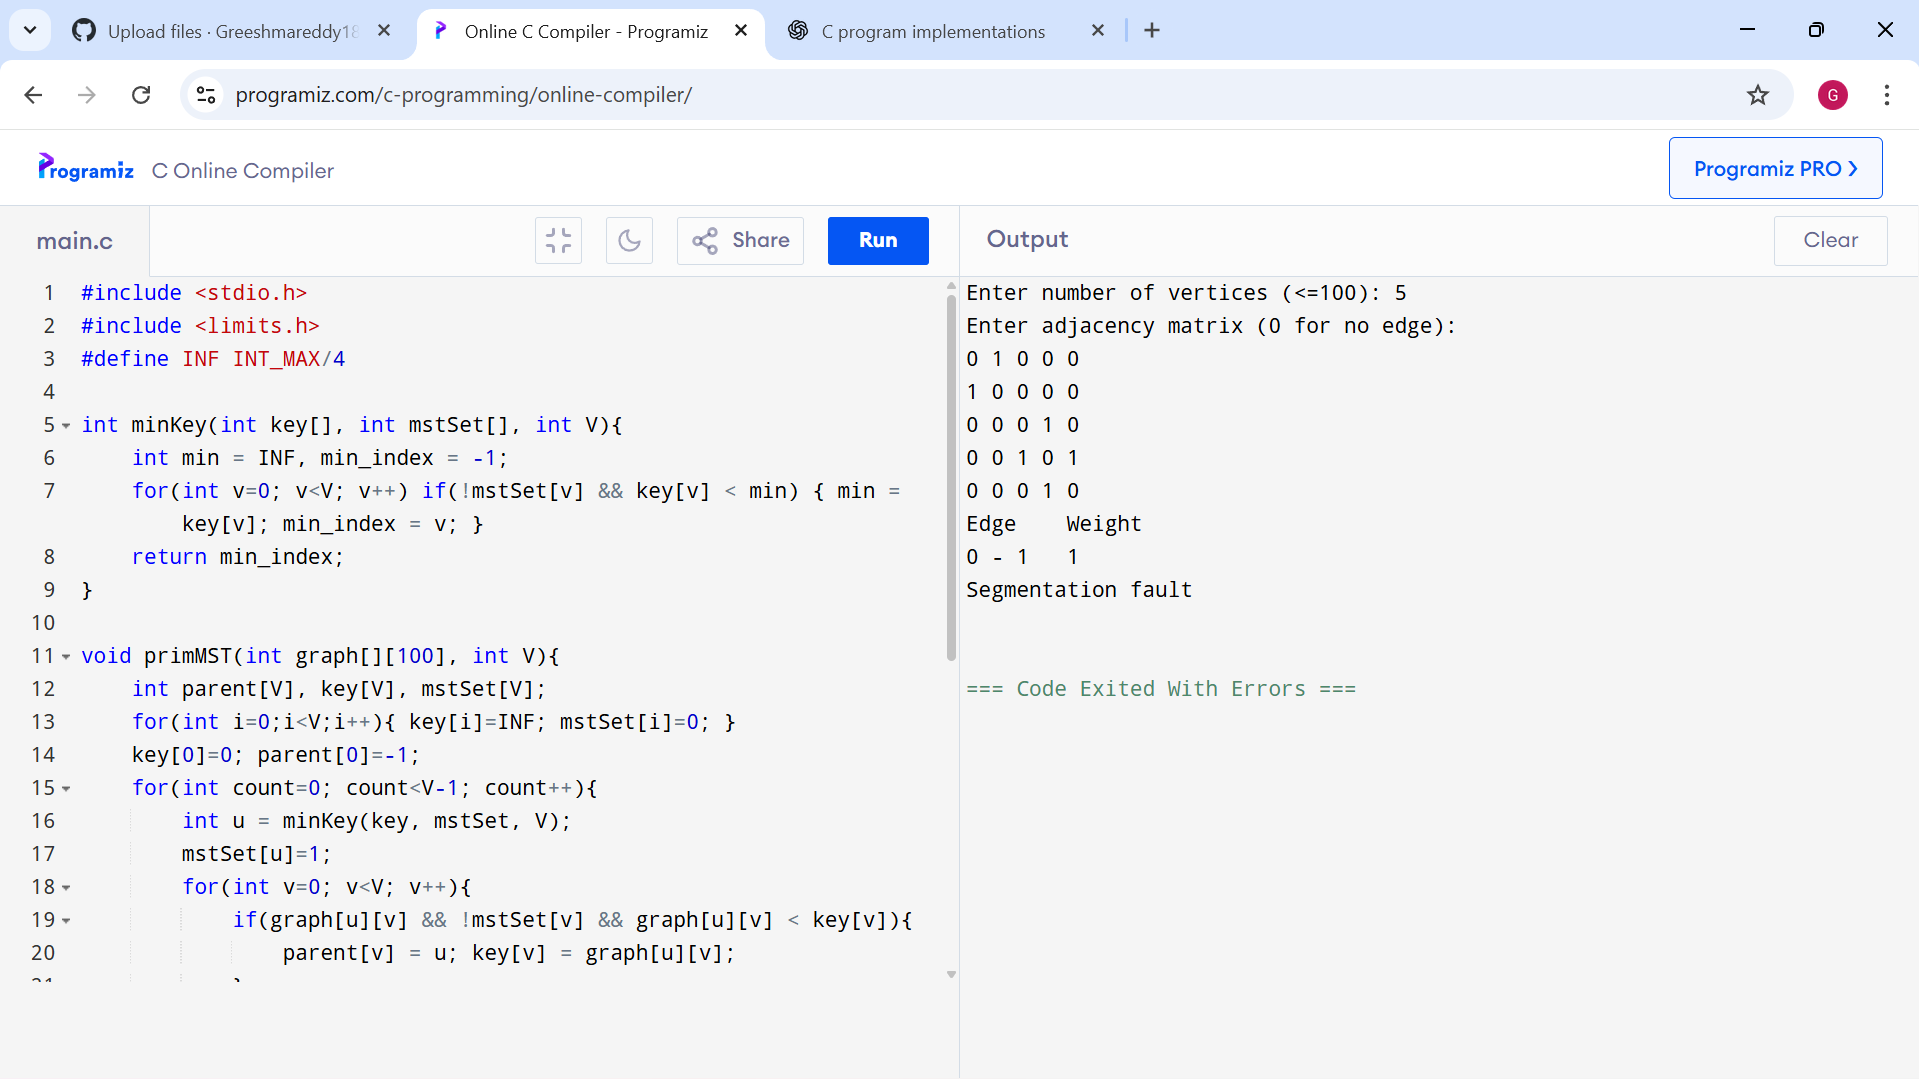 Upload files · Greeshmareddy18
Online C Compiler - Programiz
C program implementations
programiz.com/c-programming/online-compiler/
G
Programiz C Online Compiler
Programiz PRO
main.c
Share
Run
Output
Clear
1 #include <stdio.h>
2 #include <limits.h>
3 #define INF INT_MAX/4
4
5 int minKey(int key[], int mstSet[], int V){
6 int min = INF, min_index = -1;
7 for(int v=0; v<V; v++) if(!mstSet[v] && key[v] < min) { min =
key[v]; min_index = v; }
8 return min_index;
9 }
10
11 void primMST(int graph[][100], int V){
12 int parent[V], key[V], mstSet[V];
13 for(int i=0;i<V;i++){ key[i]=INF; mstSet[i]=0; }
14 key[0]=0; parent[0]=-1;
15 for(int count=0; count<V-1; count++){
16 int u = minKey(key, mstSet, V);
17 mstSet[u]=1;
18 for(int v=0; v<V; v++){
19 if(graph[u][v] && !mstSet[v] && graph[u][v] < key[v]){
20 parent[v] = u; key[v] = graph[u][v];
Enter number of vertices (<=100): 5
Enter adjacency matrix (0 for no edge):
0 1 0 0 0
1 0 0 0 0
0 0 0 1 0
0 0 1 0 1
0 0 0 1 0
Edge Weight
0 - 1 1
Segmentation fault
=== Code Exited With Errors ===